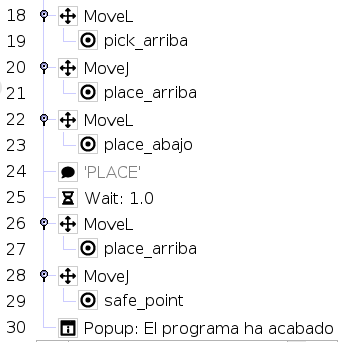 18 MoveL
19 pick_arriba
20 MoveJ
21 place_arriba
22 MoveL
23 place_abajo
24 'PLACE'
25 Wait: 1.0
26 MoveL
27 place_arriba
28 MoveJ
29 safe_point
30 Popup: El programa ha acabado